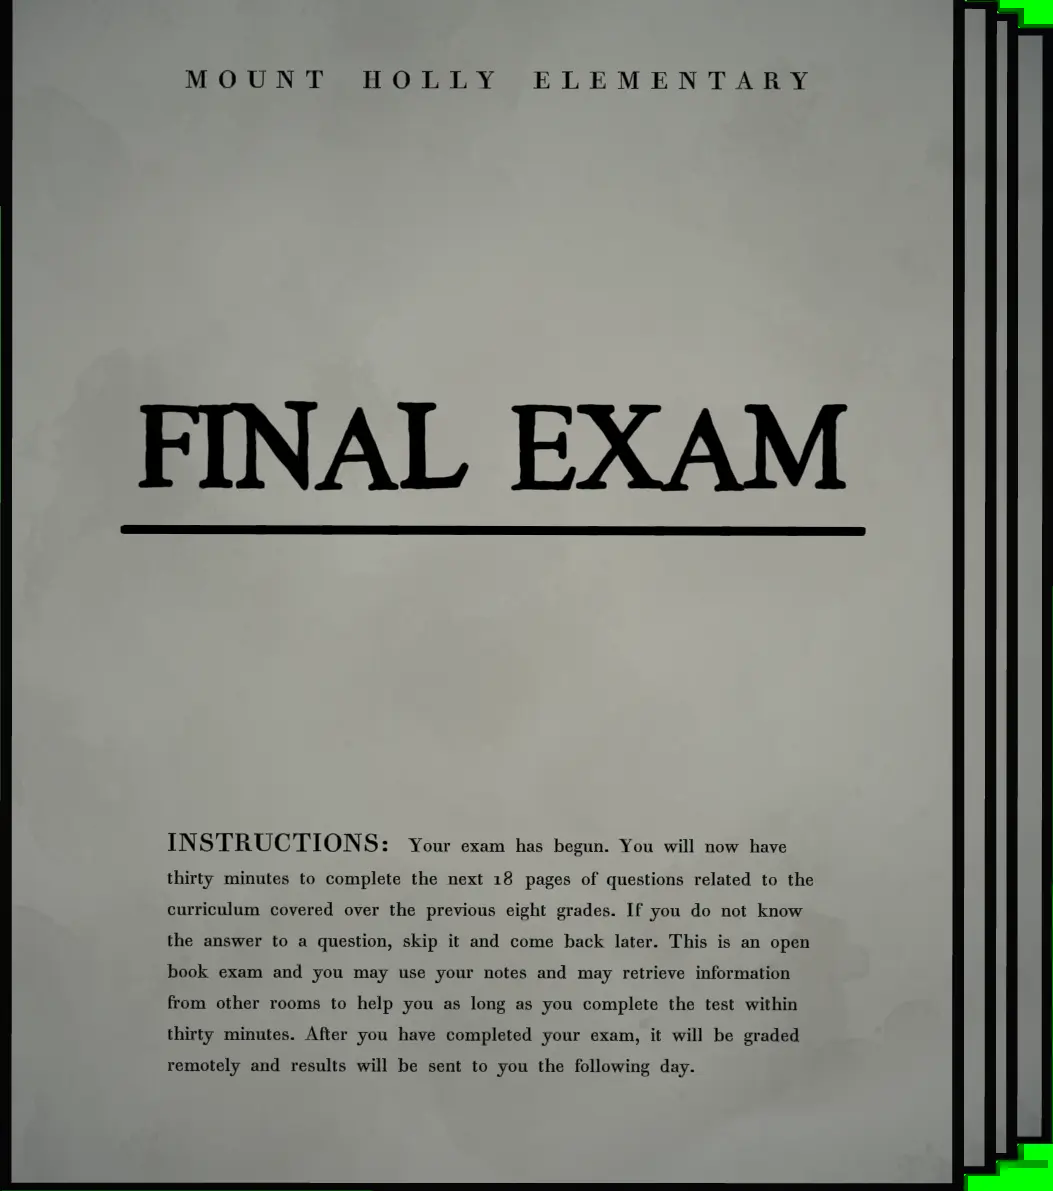 MOUNT HOLLY ELEMENTARY
FINAL EXAM
INSTRUCTIONS: Your exam has begun. You will now have
thirty minutes to complete the next 18 pages of questions related to the
curriculum covered over the previous eight grades. If you do not know
the answer to a question, skip it and come back later. This is an open
book exam and you may use your notes and may retrieve information
from other rooms to help you as long as you complete the test within
thirty minutes. After you have completed your exam, it will be graded
remotely and results will be sent to you the following day.